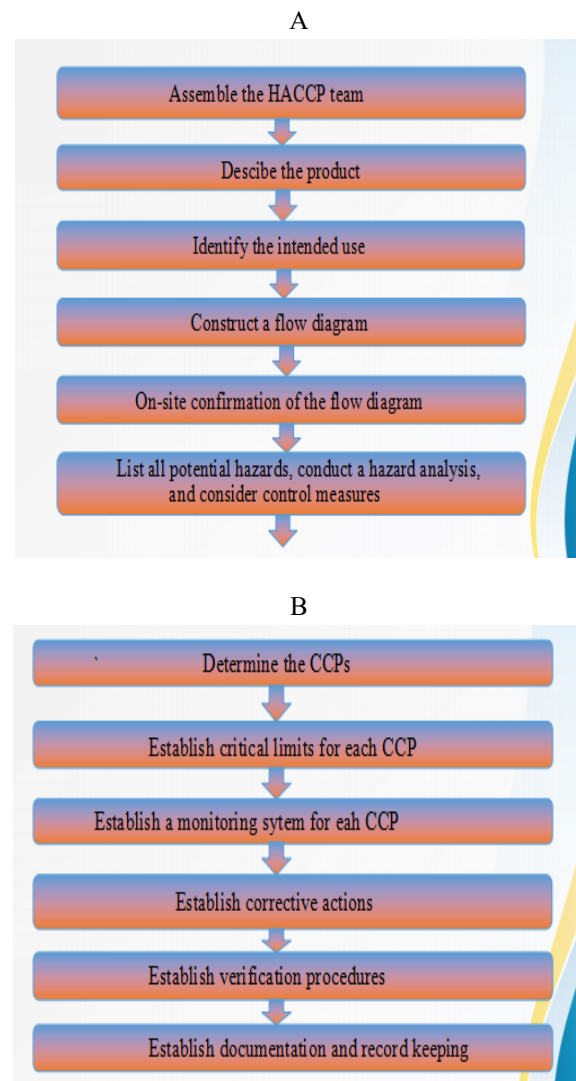 A
Assemble the HACCP team
Descibe the product
Identify the intended use
Construct a flow diagram
On-site confirmation of the flow diagram
List all potential hazards, conduct a hazard analysis,
and consider control measures
B
Determine the CCPs
Establish critical limits for each CCP
Establish a monitoring sytem for eah CCP
Establish corrective actions
Establish verification procedures
Establish documentation and record keeping